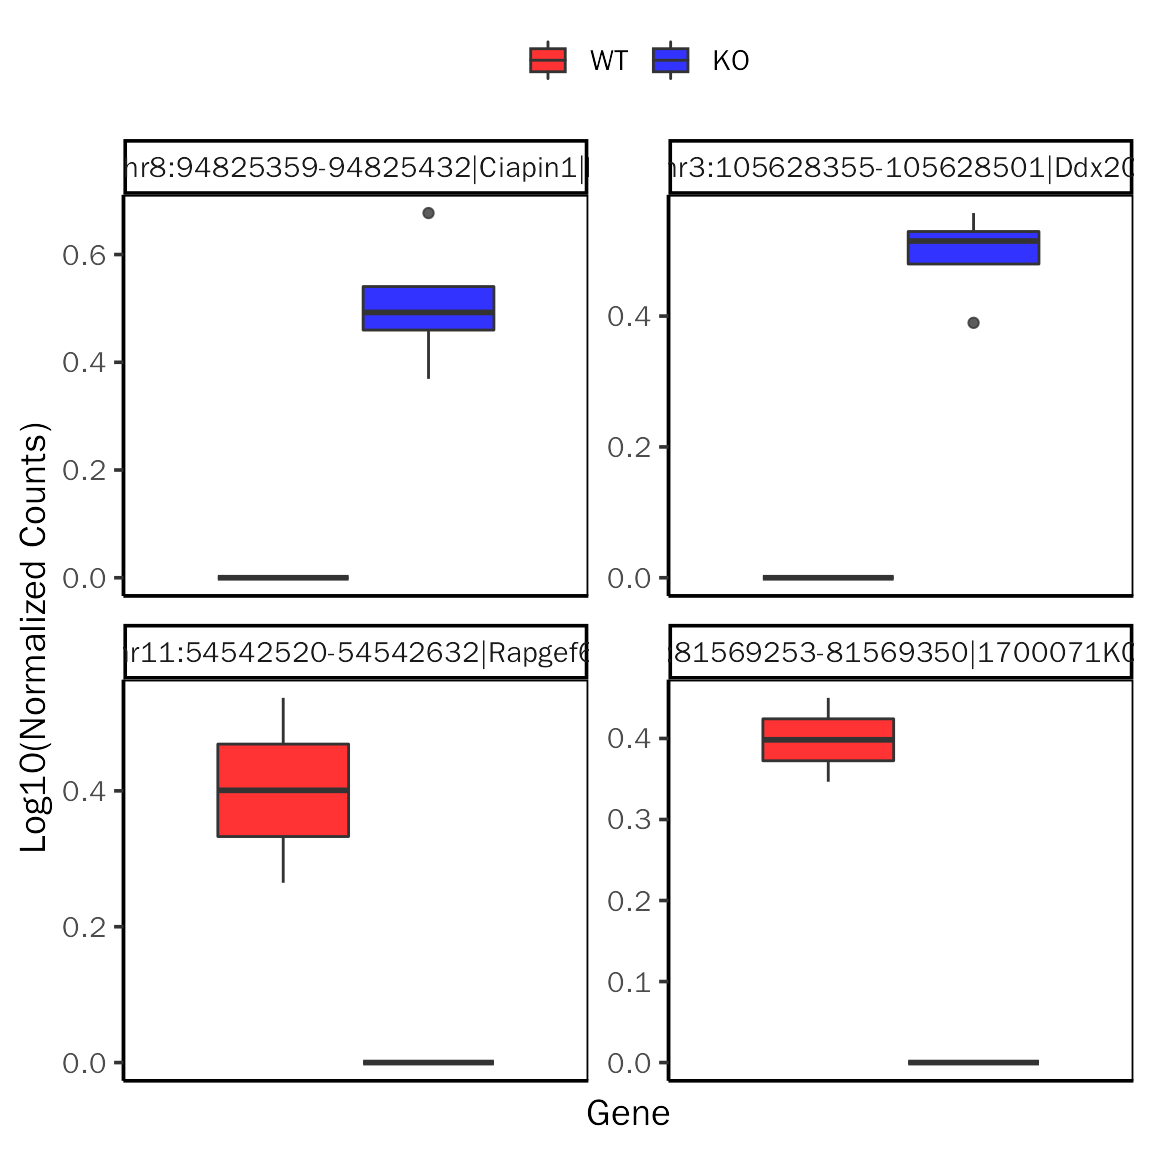 WT KO
hr8:94825359-94825432|Ciapin1|
hr3:105628355-105628501|Ddx20
0.6
0.4
0.2
0.0
0.4
0.2
0.0
Log10(Normalized Counts)
r11:54542520-54542632|Rapgef6
:81569253-81569350|1700071K0
0.4
0.2
0.0
0.4
0.3
0.2
0.1
0.0
Gene